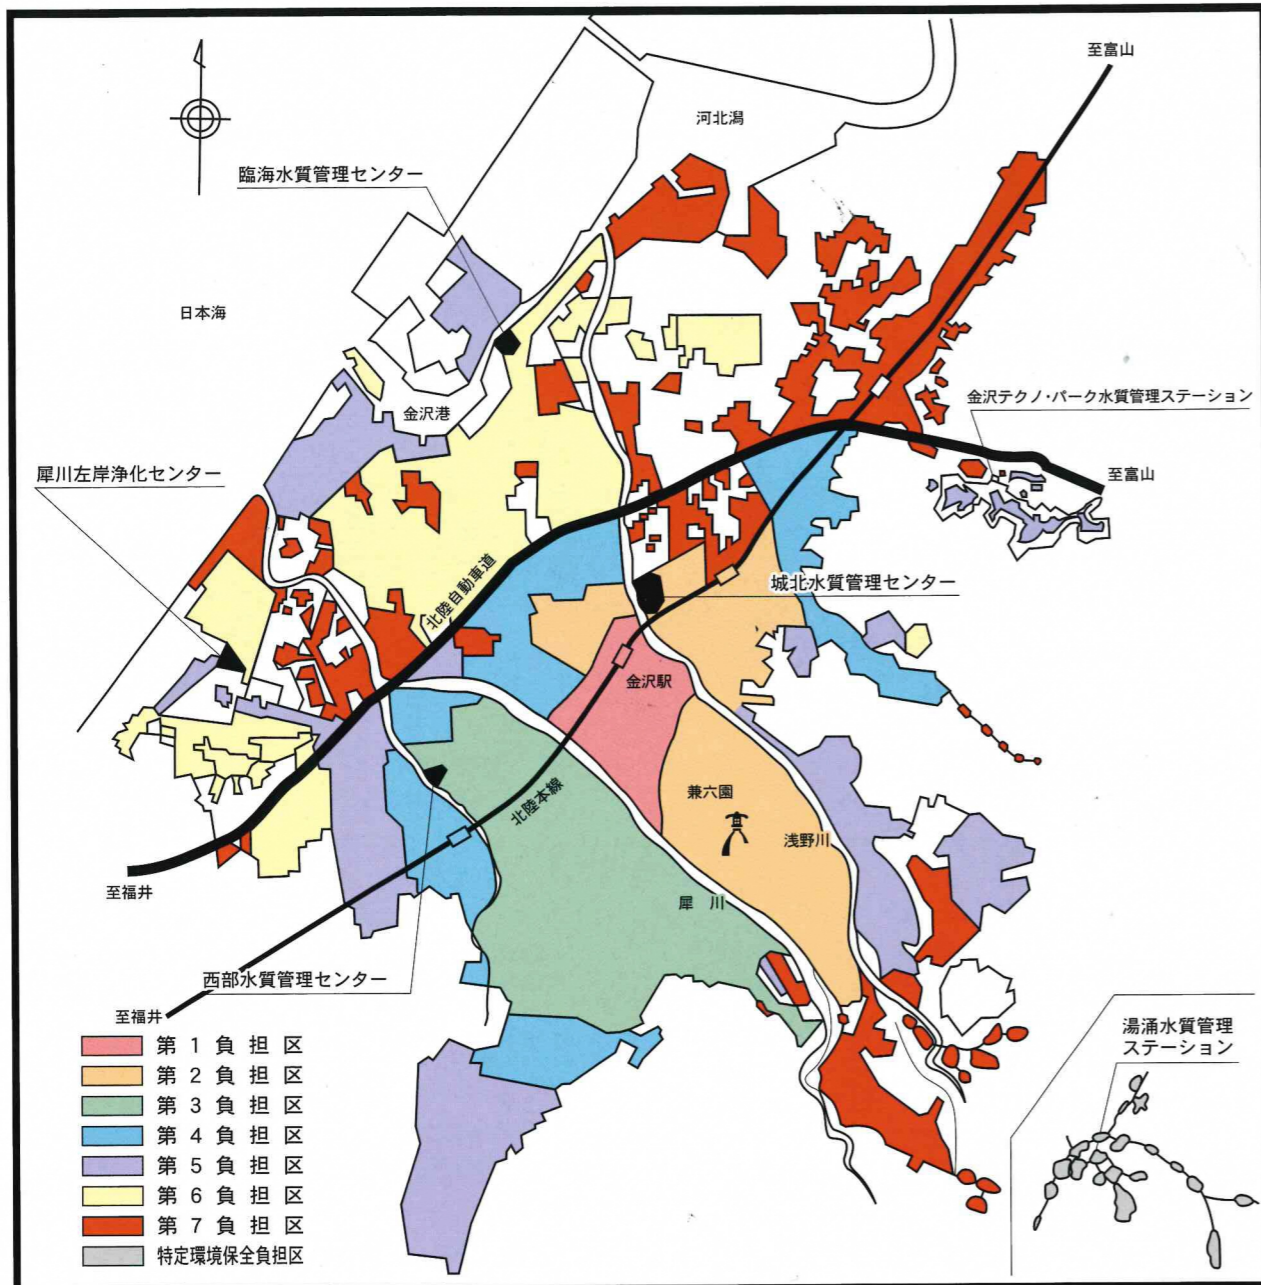 至富山
河北潟
臨海水質管理センター
日本海
金沢港
金沢テクノ・パーク水質管理ステーション
至富山
犀川左岸浄化センター
北陸自動車道
城北水質管理センター
金沢駅
兼六園
北陸本線
浅野川
至福井
犀川
西部水質管理センター
至福井
湯涌水質管理
ステーション
第1負担区
第2負担区
第3負担区
第4負担区
第5負担区
第6負担区
第7負担区
特定環境保全負担区